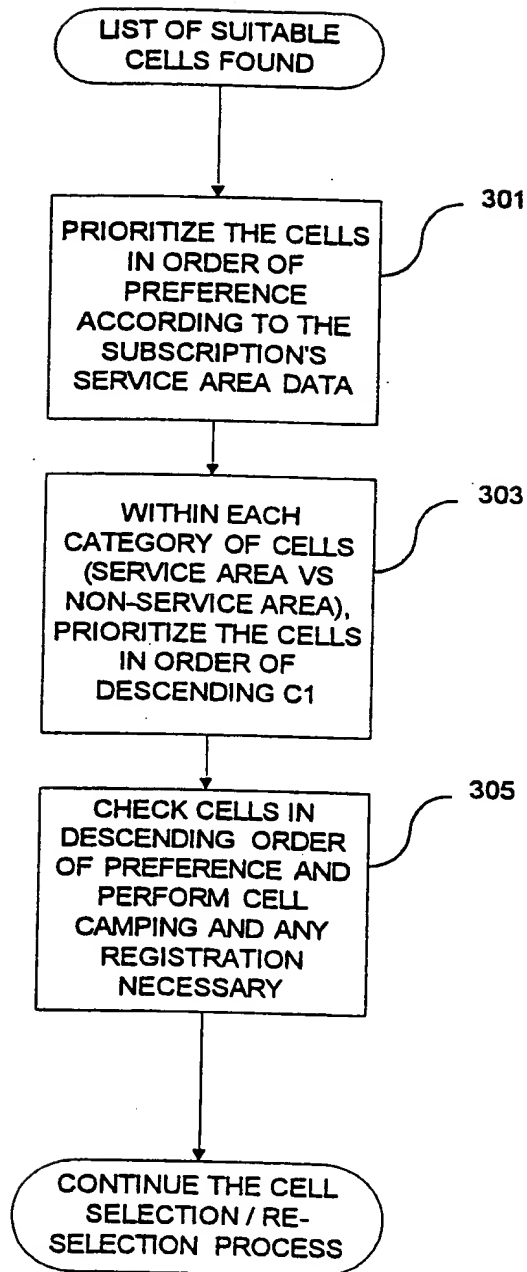 LIST OF SUITABLE
CELLS FOUND
301
PRIORITIZE THE CELLS
IN ORDER OF
PREFERENCE
ACCORDING TO THE
SUBSCRIPTION'S
SERVICE AREA DATA
303
WITHIN EACH
CATEGORY OF CELLS
(SERVICE AREA VS
NON-SERVICE AREA),
PRIORITIZE THE CELLS
IN ORDER OF
DESCENDING C1
305
CHECK CELLS IN
DESCENDING ORDER
OF PREFERENCE AND
PERFORM CELL
CAMPING AND ANY
REGISTRATION
NECESSARY
CONTINUE THE CELL
SELECTION / RE-
SELECTION PROCESS